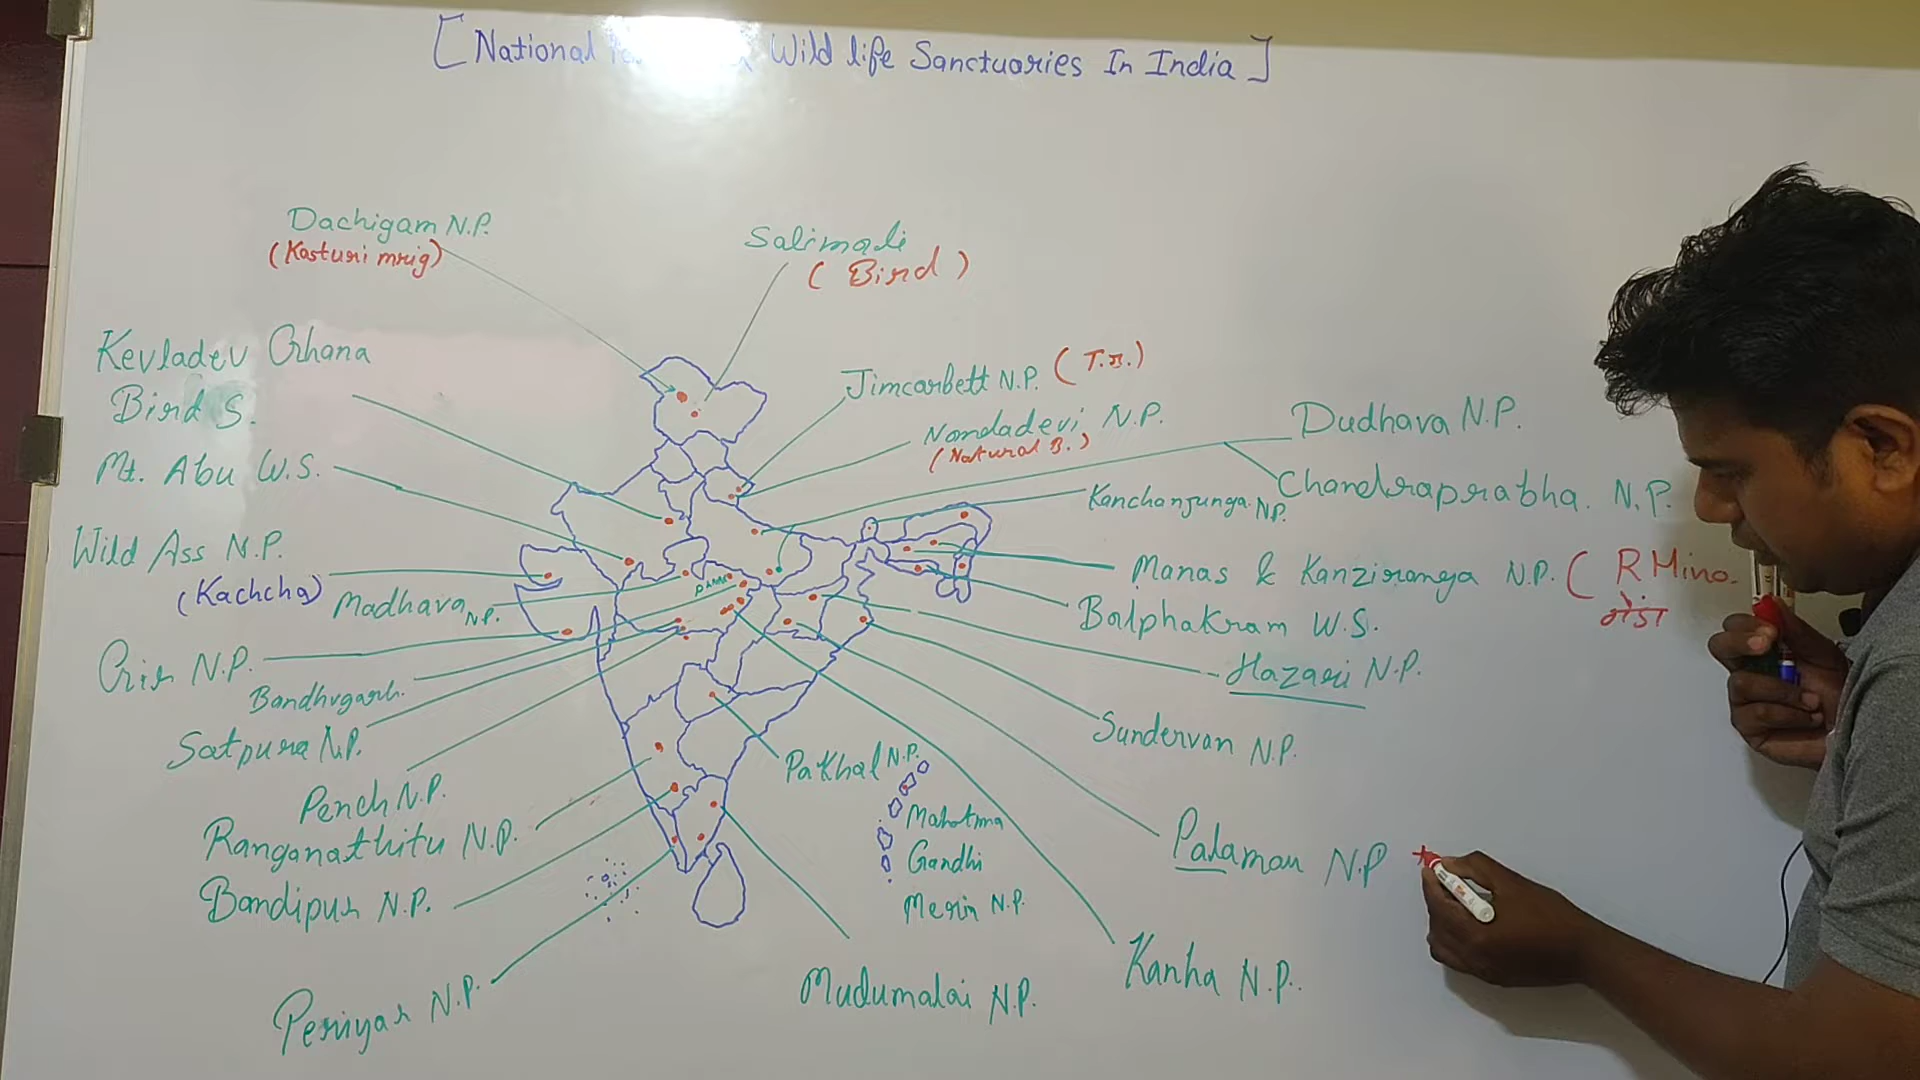 [National Wild life Sanctuaries In India]
Dachigam N.P.
(Kasturi mrig)
Salimali
( Bird )
Kevladev Ghana
Bird S.
Jimcarbett N.P. (T.R.)
Nandadevi N.P.
(Natural B.)
Dudhava N.P.
Chandraprabha. N.P.
Mt. Abu W.S.
Kanchanjunga N.P.
Wild Ass N.P.
(Kachcha)
Manas & Kanziranga N.P. ( R Hino.
गेंडा
Madhava N.P.
Panna
Balphakram W.S.
Gir N.P.
Hazari N.P.
Bandhvgarh.
Satpura N.P.
Sundervan N.P.
Pench N.P.
Pakhal N.P.
Ranganathitu N.P.
Mahatma
Gandhi
Merin N.P.
Palamau N.P
Bandipur N.P.
Periyar N.P.
Mudumalai N.P.
Kanha N.P.